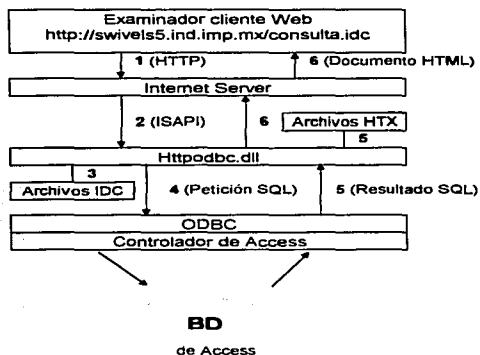 Examinador cliente Web
http://swivels5.ind.imp.mx/consulta.idc
1 (HTTP)
6 (Documento HTML)
Internet Server
2 (ISAPI)
6
Archivos HTX
5
Httpodbc.dll
3
Archivos IDC
4 (Petición SQL)
5 (Resultado SQL)
ODBC
Controlador de Access
BD
de Access